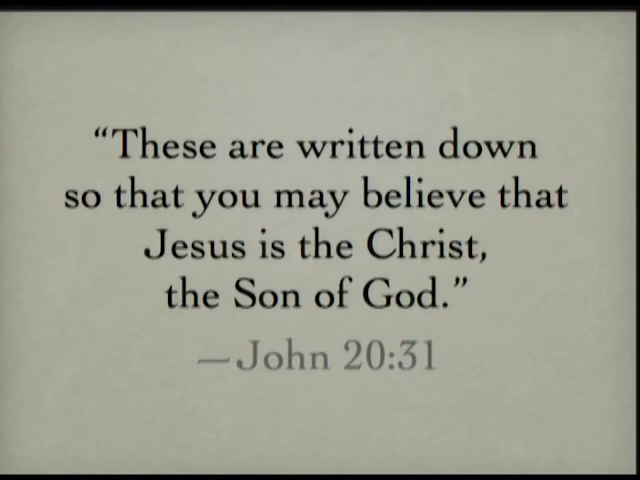 “These are written down
so that you may believe that
Jesus is the Christ,
the Son of God.”
—John 20:31